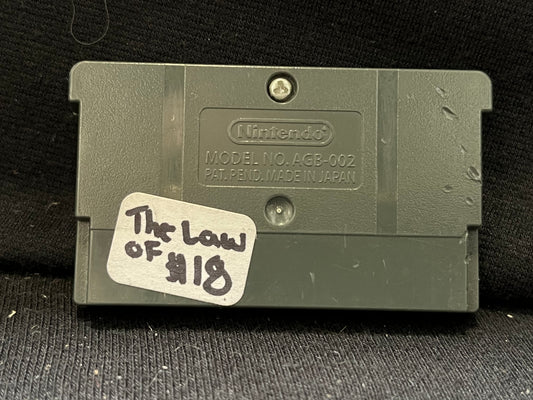 Nintendo
MODEL NO. AGB-002
PAT. PEND. MADE IN JAPAN
The Law
OF $18